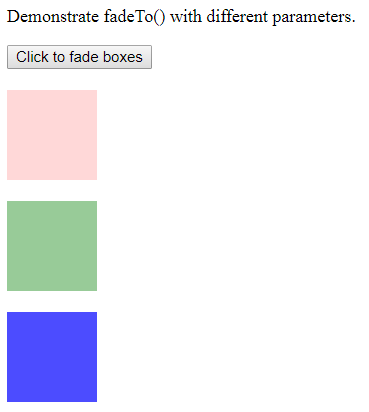 Demonstrate fadeTo() with different parameters.
Click to fade boxes